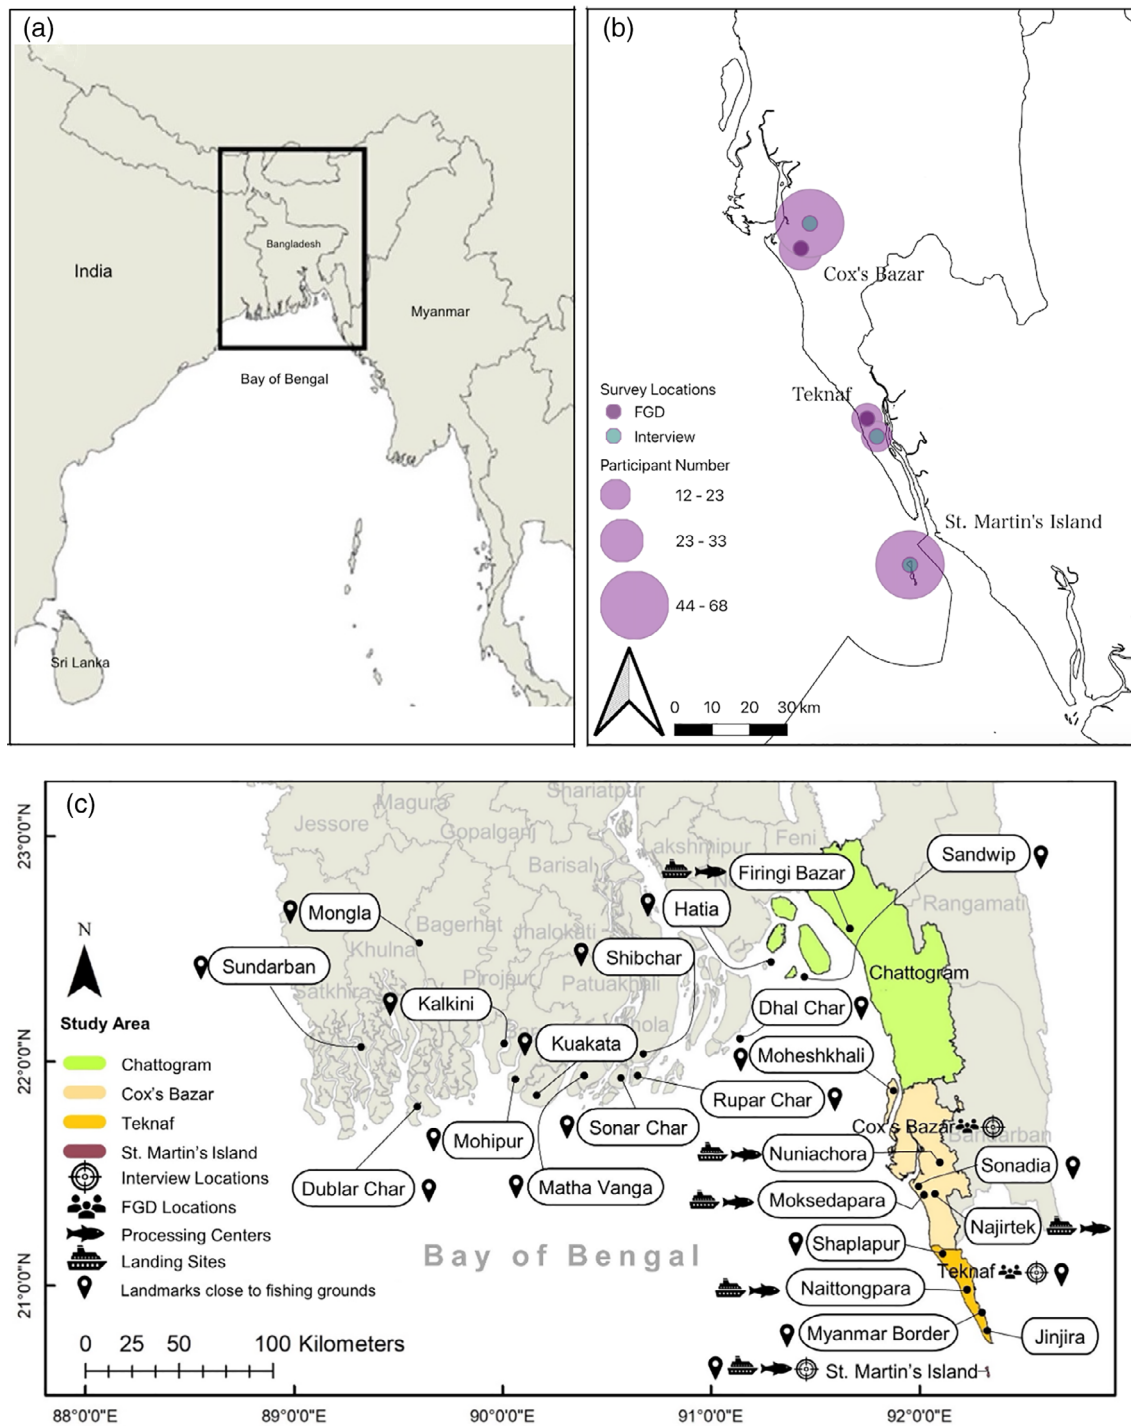 (a)
India
Bangladesh
Myanmar
Bay of Bengal
Sri Lanka
(b)
Cox's Bazar
Teknaf
St. Martin's Island
Survey Locations
FGD
Interview
Participant Number
12 - 23
23 - 33
44 - 68
0 10 20 30 km
(c)
23°0'0"N
22°0'0"N
21°0'0"N
Shariatpur
Magura
Jessore
Gopalganj
Feni
Lakshmipur
Barisal
Sandwip
Firingi Bazar
Hatia
Rangamati
Mongla
Bagerhat
Jhalokati
Khulna
Shibchar
Sundarban
Pirojpur
Patuakhali
Chattogram
Satkhira
Kalkini
Dhal Char
Kuakata
Moheshkhali
Rupar Char
Mohipur
Sonar Char
Cox's Bazar
Bandarban
Nuniachora
Sonadia
Dublar Char
Matha Vanga
Moksedapara
Najirtek
Shaplapur
Bay of Bengal
Teknaf
Naittongpara
Myanmar Border
Jinjira
St. Martin's Island
N
Study Area
Chattogram
Cox's Bazar
Teknaf
St. Martin's Island
Interview Locations
FGD Locations
Processing Centers
Landing Sites
Landmarks close to fishing grounds
0 25 50 100 Kilometers
88°0'0"E 89°0'0"E 90°0'0"E 91°0'0"E 92°0'0"E